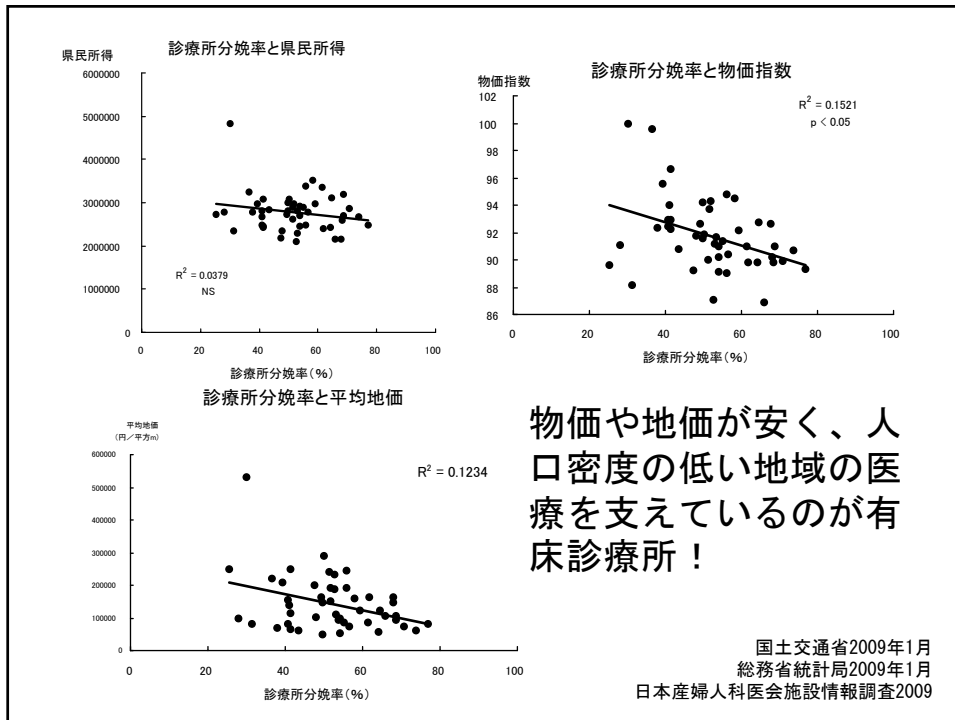 診療所分娩率と県民所得
県民所得
6000000
5000000
4000000
3000000
2000000
1000000
0
R² = 0.0379
NS
0 20 40 60 80 100
診療所分娩率(%)
診療所分娩率と物価指数
物価指数
102
100
98
96
94
92
90
88
86
R² = 0.1521
p < 0.05
0 20 40 60 80 100
診療所分娩率(%)
診療所分娩率と平均地価
平均地価
(円/平方m)
600000
500000
400000
300000
200000
100000
0
R² = 0.1234
0 20 40 60 80 100
診療所分娩率(%)
物価や地価が安く、人
口密度の低い地域の医
療を支えているのが有
床診療所!
国土交通省2009年1月
総務省統計局2009年1月
日本産婦人科医会施設情報調査2009